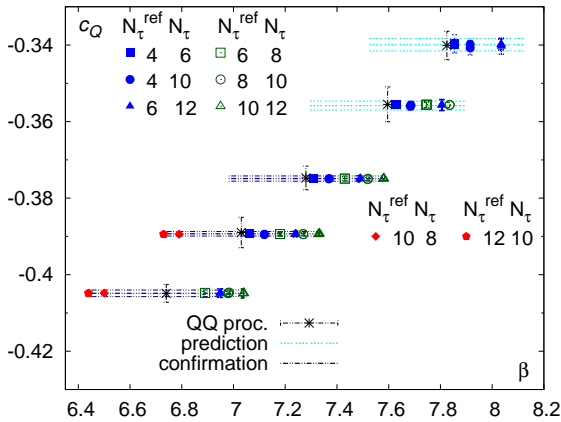 c_Q
N_τ^ref N_τ N_τ^ref N_τ
4 6 6 8
4 10 8 10
6 12 10 12
-0.34
-0.36
-0.38
-0.4
-0.42
N_τ^ref N_τ N_τ^ref N_τ
10 8 12 10
QQ proc.
prediction
confirmation
β
6.4 6.6 6.8 7 7.2 7.4 7.6 7.8 8 8.2